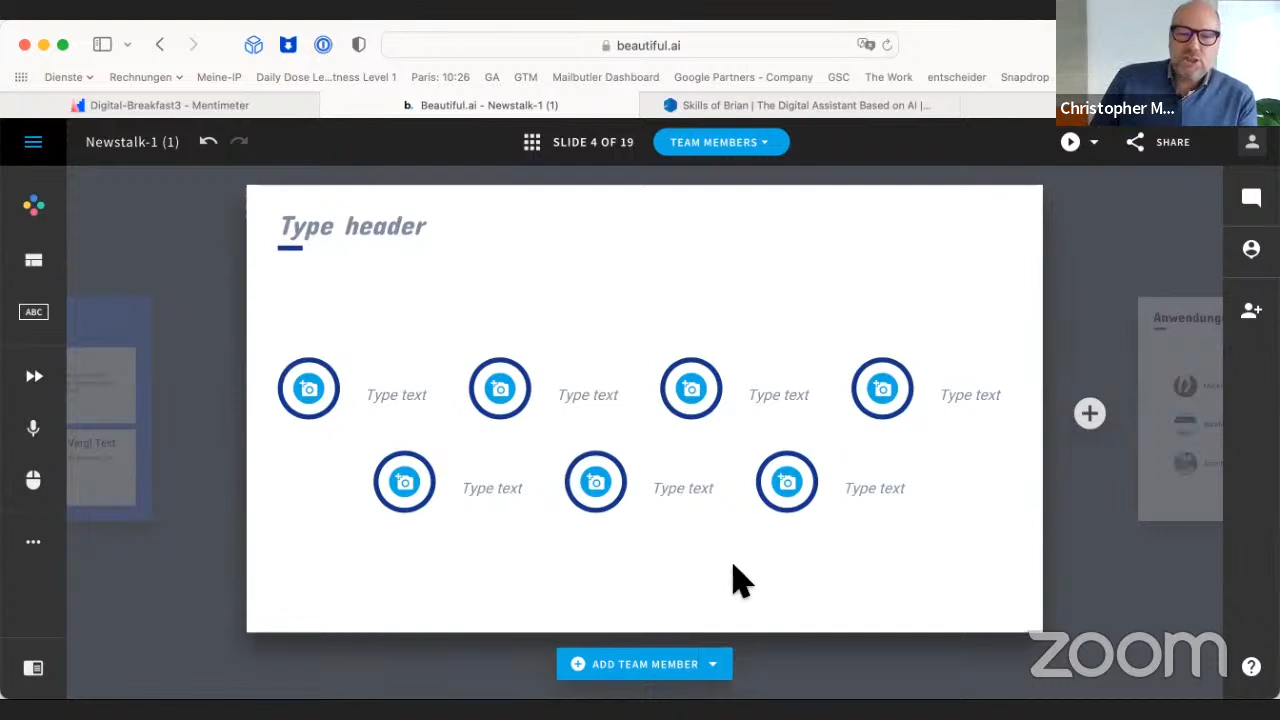 beautiful.ai
Dienste
Rechnungen
Meine-IP
Daily Dose Le...tness Level 1
Paris: 10:26
GA
GTM
Mailbutler Dashboard
Google Partners - Company
GSC
The Work
entscheider
Snapdrop
Christopher M...
Digital-Breakfast3 - Mentimeter
b.
Beautiful.ai - Newstalk-1 (1)
Skills of Brian | The Digital Assistant Based on AI |...
Newstalk-1 (1)
SLIDE 4 OF 19
TEAM MEMBERS
SHARE
ABC
Type header
Type text
Type text
Type text
Type text
Type text
Type text
Type text
Vergl Text
Anwendung
ADD TEAM MEMBER
zoom